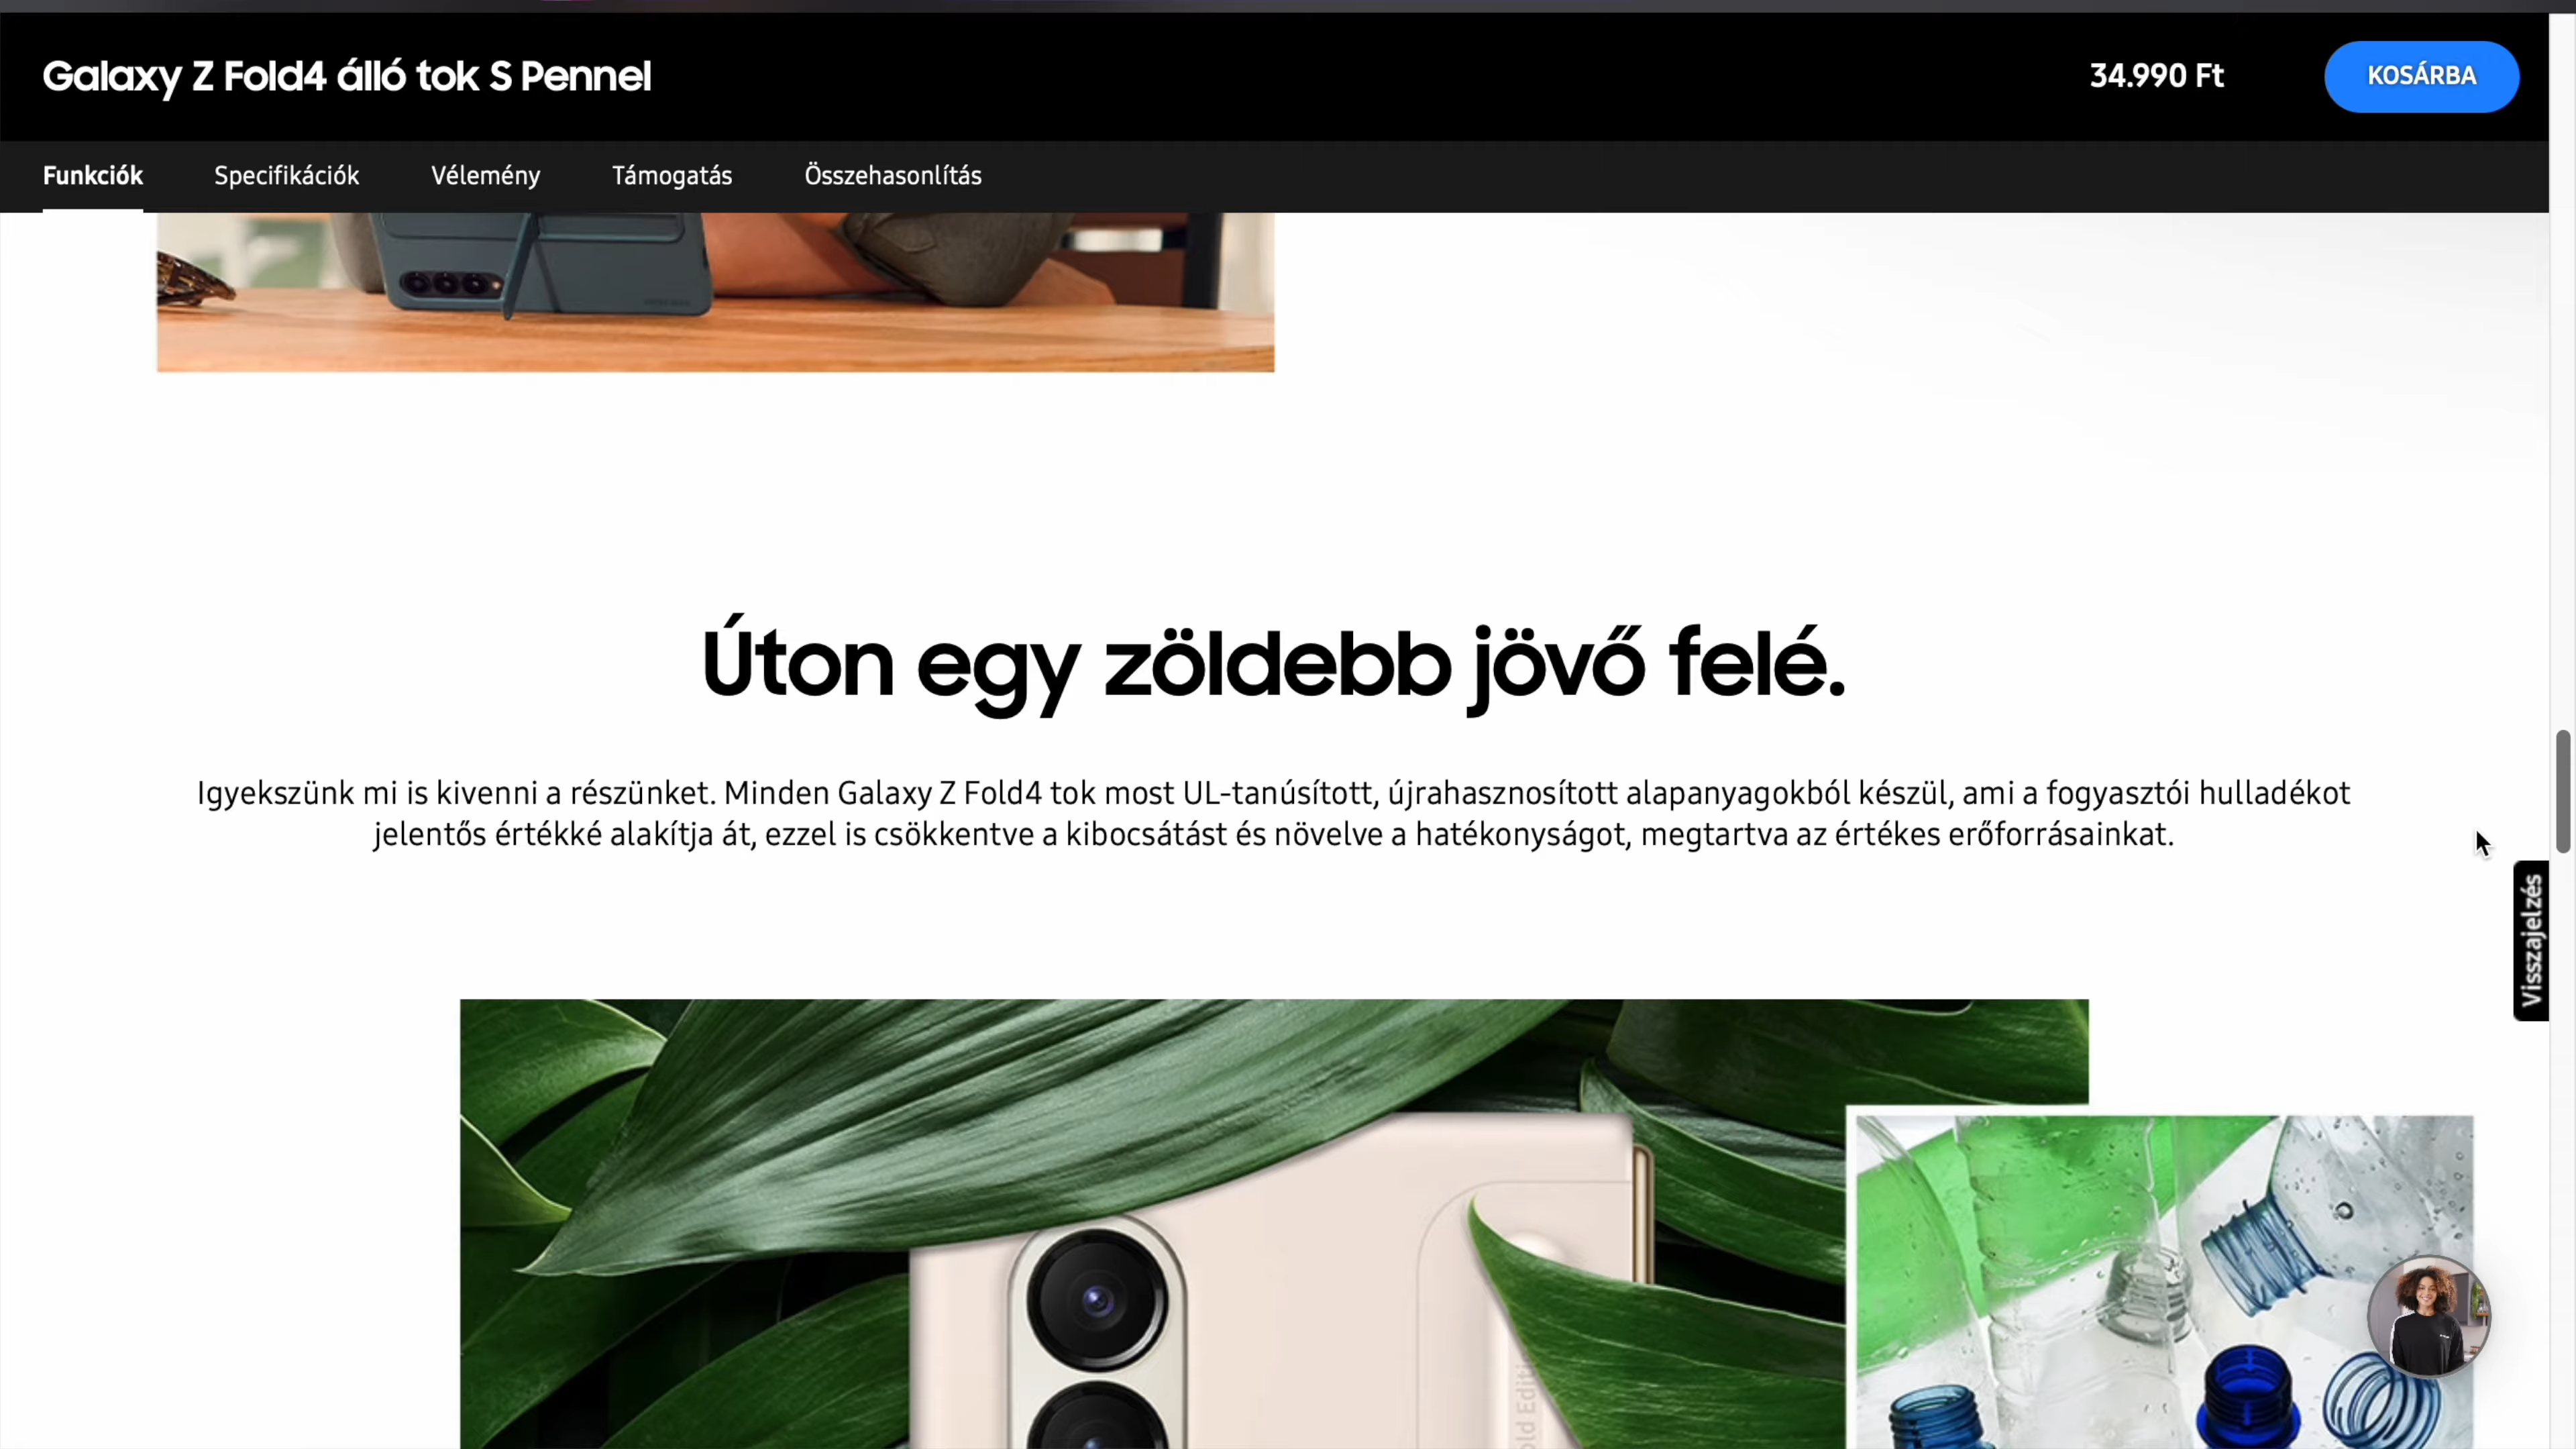 Galaxy Z Fold4 álló tok S Pennel
34.990 Ft
KOSÁRBA
Funkciók
Specifikációk
Vélemény
Támogatás
Összehasonlítás
Úton egy zöldebb jövő felé.
Igyekszünk mi is kivenni a részünket. Minden Galaxy Z Fold4 tok most UL-tanúsított, újrahasznosított alapanyagokból készül, ami a fogyasztói hulladékot
jelentős értékké alakítja át, ezzel is csökkentve a kibocsátást és növelve a hatékonyságot, megtartva az értékes erőforrásainkat.
Visszajelzés